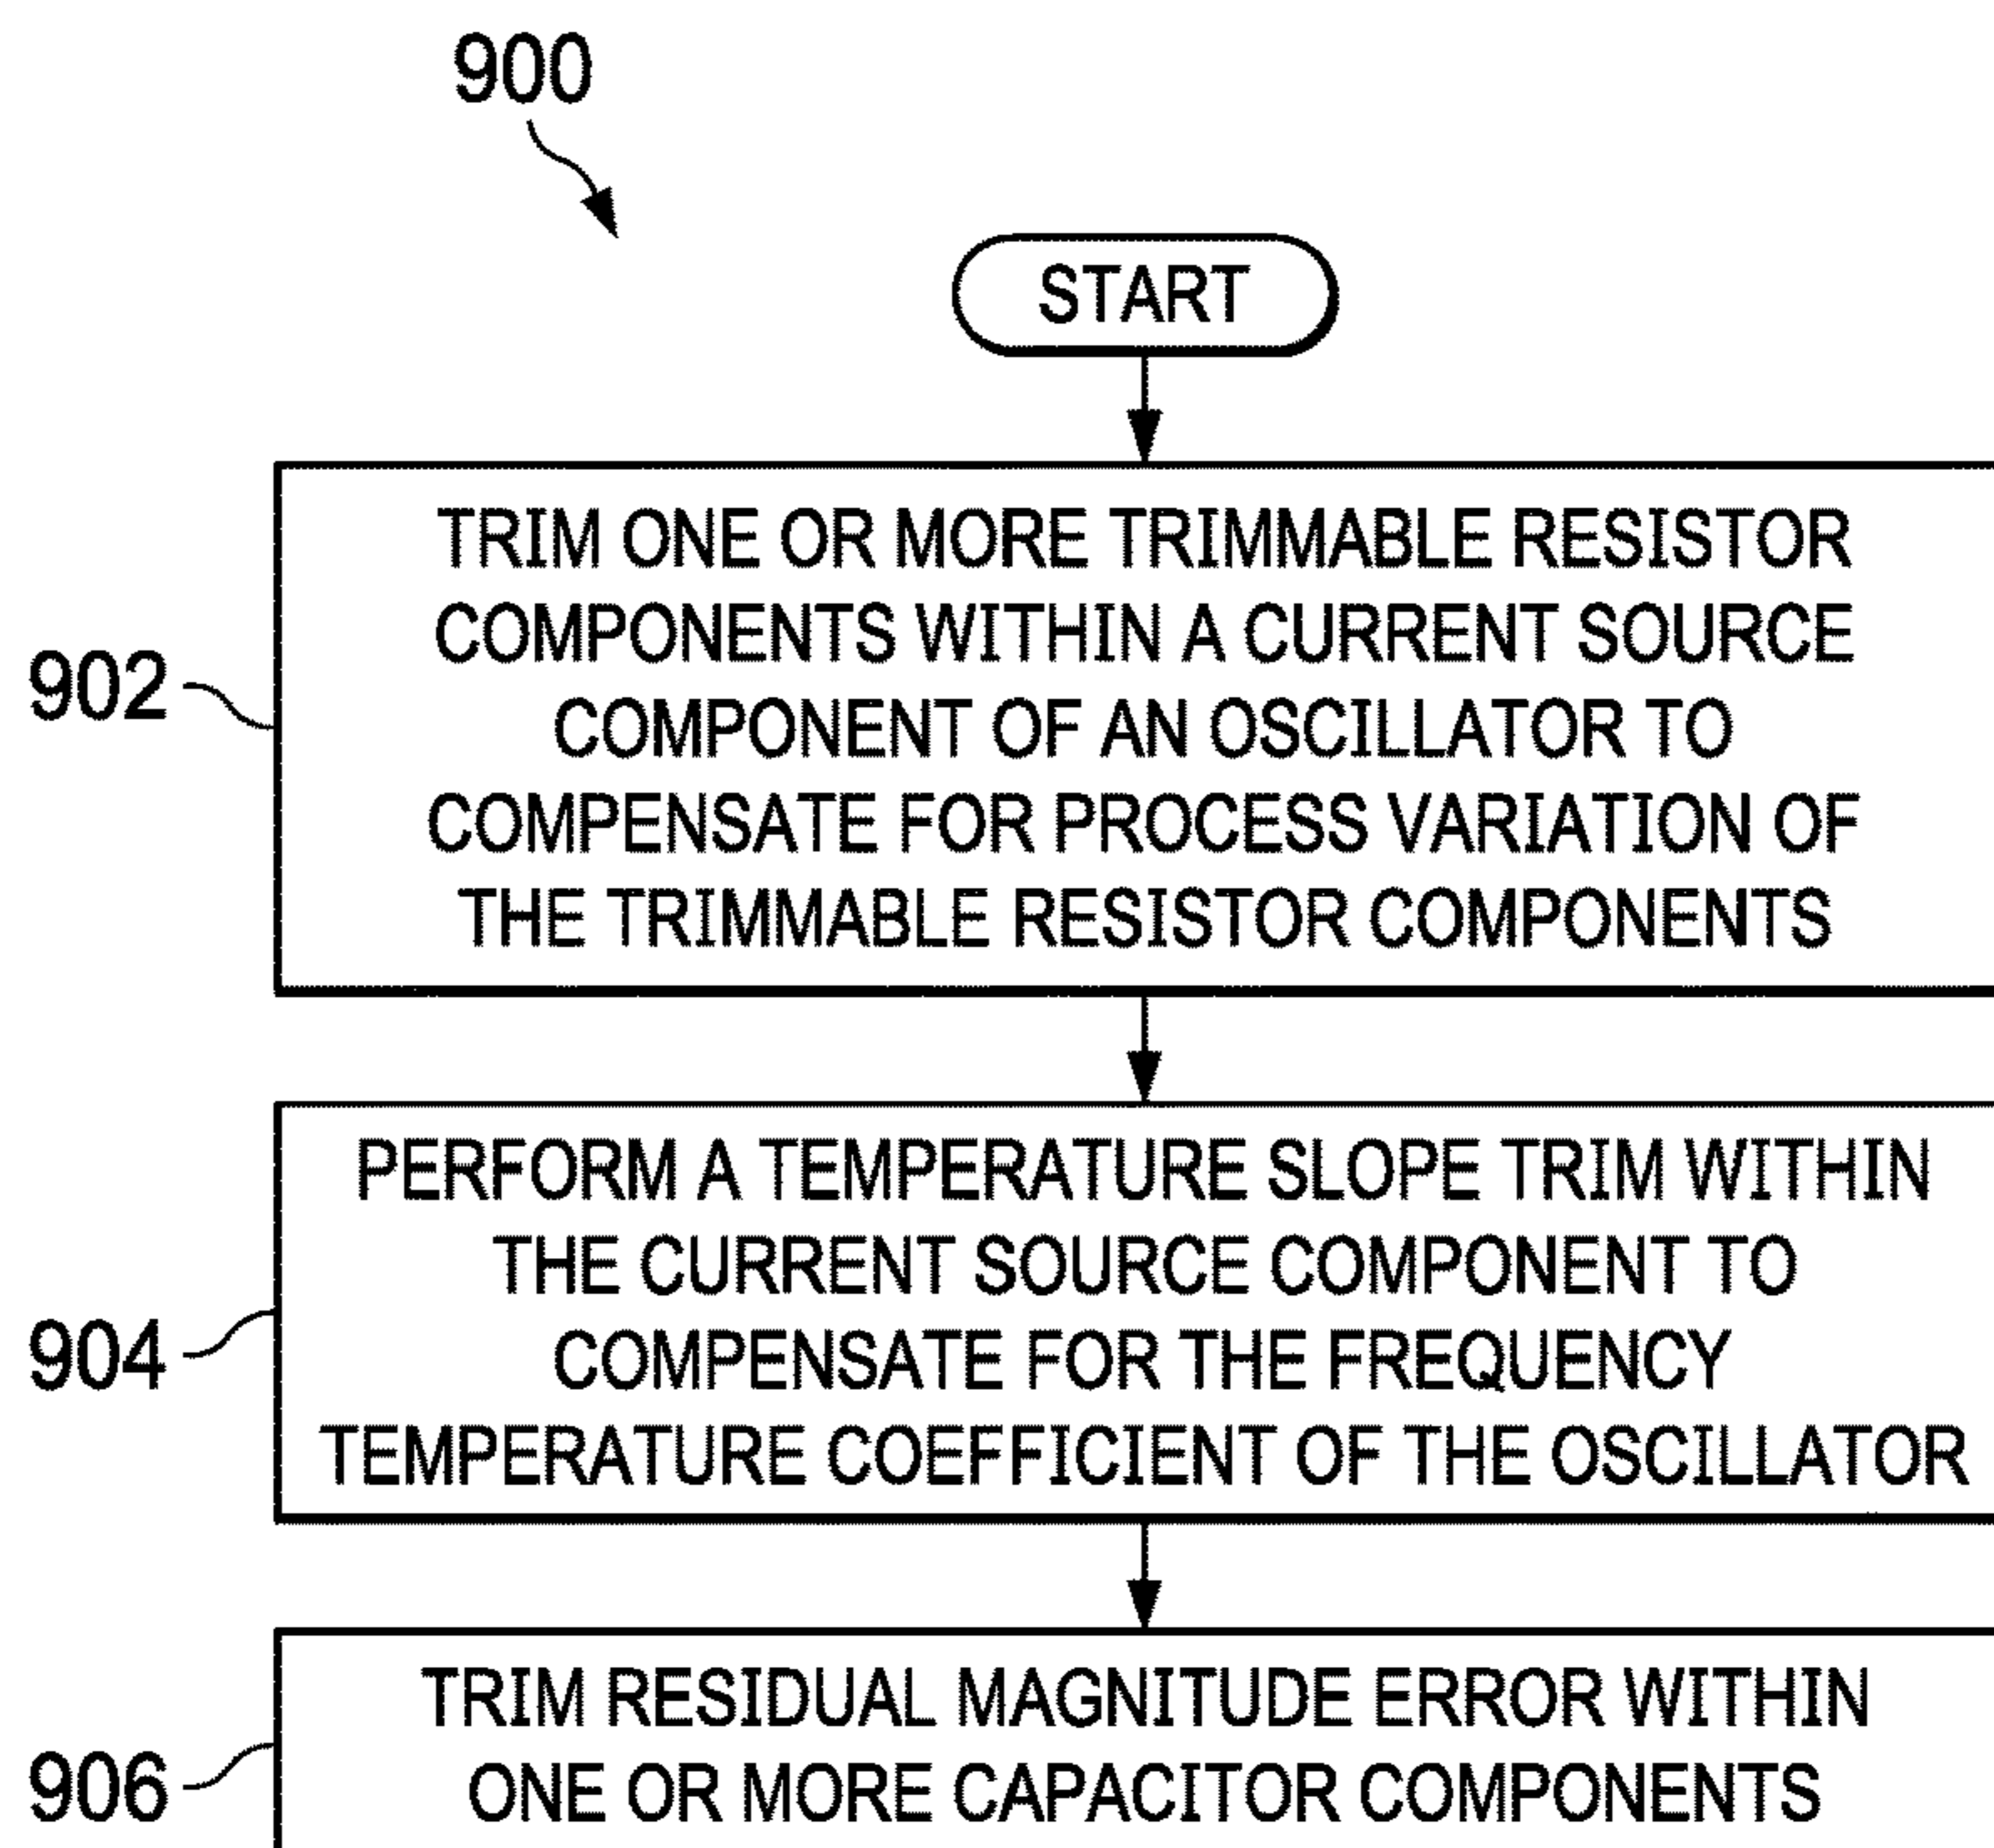 900
START
TRIM ONE OR MORE TRIMMABLE RESISTOR
COMPONENTS WITHIN A CURRENT SOURCE
COMPONENT OF AN OSCILLATOR TO
COMPENSATE FOR PROCESS VARIATION OF
THE TRIMMABLE RESISTOR COMPONENTS
902
PERFORM A TEMPERATURE SLOPE TRIM WITHIN
THE CURRENT SOURCE COMPONENT TO
COMPENSATE FOR THE FREQUENCY
TEMPERATURE COEFFICIENT OF THE OSCILLATOR
904
TRIM RESIDUAL MAGNITUDE ERROR WITHIN
ONE OR MORE CAPACITOR COMPONENTS
906